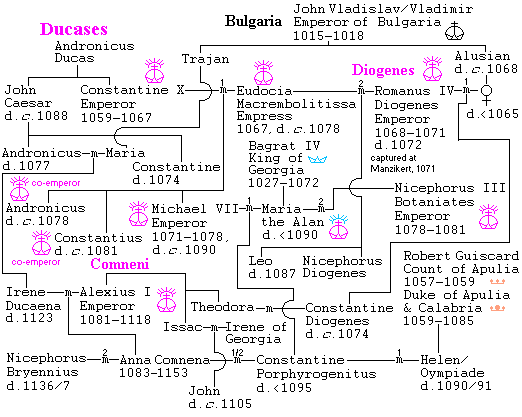 John Vladislav/Vladimir
Bulgaria Emperor of Bulgaria
1015-1018
Ducases
Andronicus
Ducas
Trajan
Diogenes
Alusian
d.c.1068
John
Caesar
d.c.1088
Constantine X
Emperor
1059-1067
1
Eudocia
Macrembolitissa
Empress
1067, d.c.1078
2
Romanus IV
Diogenes
Emperor
1068-1071
d.1072
captured at
Manzikert, 1071
1
d.<1065
Andronicus
d.1077
m
Maria
Constantine
d.1074
Bagrat IV
King of
Georgia
1027-1072
co-emperor
Andronicus
d.c.1078
Constantius
d.c.1081
co-emperor
Michael VII
Emperor
1071-1078,
d.c.1090
1
m
Maria
the Alan
d.<1090
2
m
Nicephorus III
Botaniates
Emperor
1078-1081
Leo
d.1087
Nicephorus
Diogenes
Robert Guiscard
Count of Apulia
1057-1059
Duke of Apulia
& Calabria
1059-1085
Comneni
Irene
Ducaena
d.1123
m
Alexius I
Emperor
1081-1118
Theodora
m
Constantine
Diogenes
d.c.1074
Issac
m
Irene of
Georgia
Nicephorus
Bryennius
d.1136/7
2
m
Anna Comnena
1083-1153
1/2
m
Constantine
Porphyrogenitus
d.<1095
1
m
Helen/
Oympiade
d.1090/91
John
d.c.1105